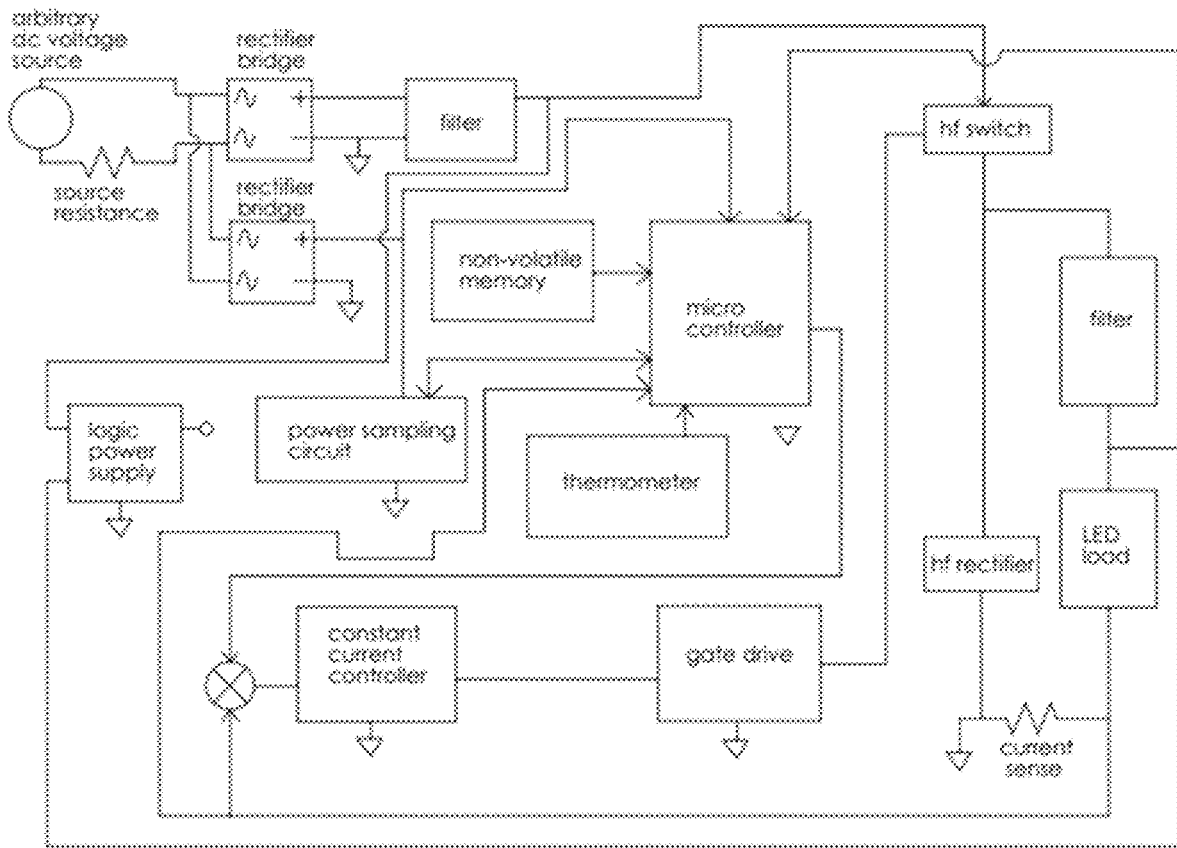 arbitrary
dc voltage
source
rectifier
bridge
filter
hf switch
source
resistance
rectifier
bridge
non-volatile
memory
micro
controller
filter
logic
power
supply
power sampling
circuit
thermometer
LED
load
hf rectifier
constant
current
controller
gate drive
current
sense